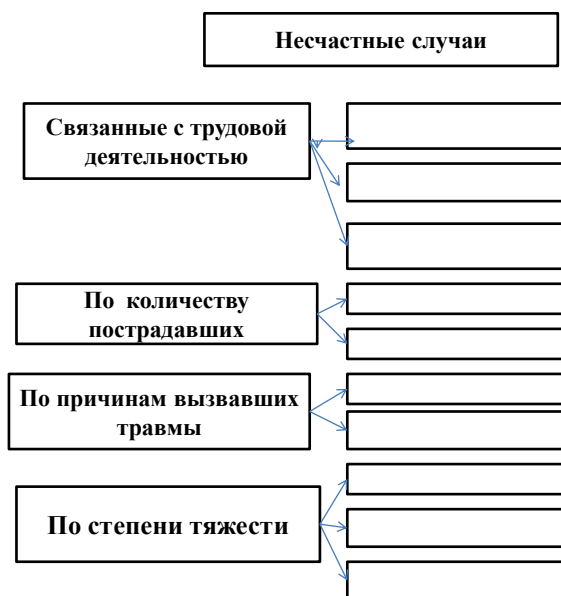 Несчастные случаи
Связанные с трудовой
деятельностью
По количеству
пострадавших
По причинам вызвавших
травмы
По степени тяжести